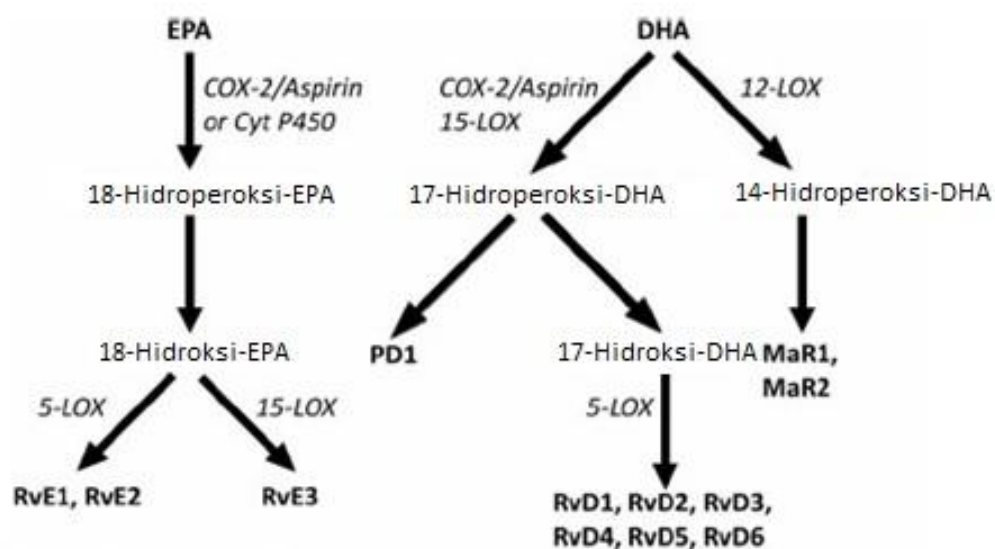 EPA
DHA
COX-2/Aspirin
or Cyt P450
COX-2/Aspirin
15-LOX
12-LOX
18-Hidroperoksi-EPA
17-Hidroperoksi-DHA
14-Hidroperoksi-DHA
18-Hidroksi-EPA
PD1
17-Hidroksi-DHA
MaR1,
MaR2
5-LOX
15-LOX
5-LOX
RvE1, RvE2
RvE3
RvD1, RvD2, RvD3,
RvD4, RvD5, RvD6